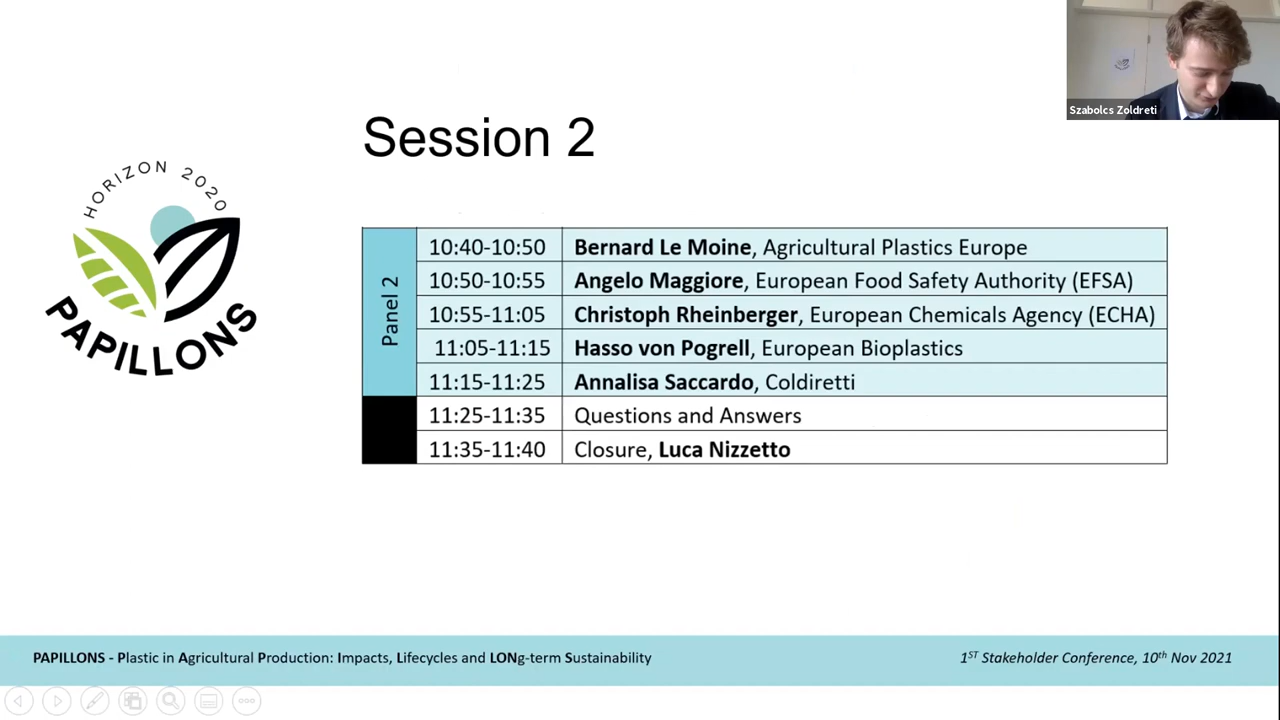 Szabolcs Zoldreti
Session 2
HORIZON 2020
PAPILLONS
Panel 2
10:40-10:50 Bernard Le Moine, Agricultural Plastics Europe
10:50-10:55 Angelo Maggiore, European Food Safety Authority (EFSA)
10:55-11:05 Christoph Rheinberger, European Chemicals Agency (ECHA)
11:05-11:15 Hasso von Pogrell, European Bioplastics
11:15-11:25 Annalisa Saccardo, Coldiretti
11:25-11:35 Questions and Answers
11:35-11:40 Closure, Luca Nizzetto
PAPILLONS - Plastic in Agricultural Production: Impacts, Lifecycles and LONg-term Sustainability
1ST Stakeholder Conference, 10th Nov 2021